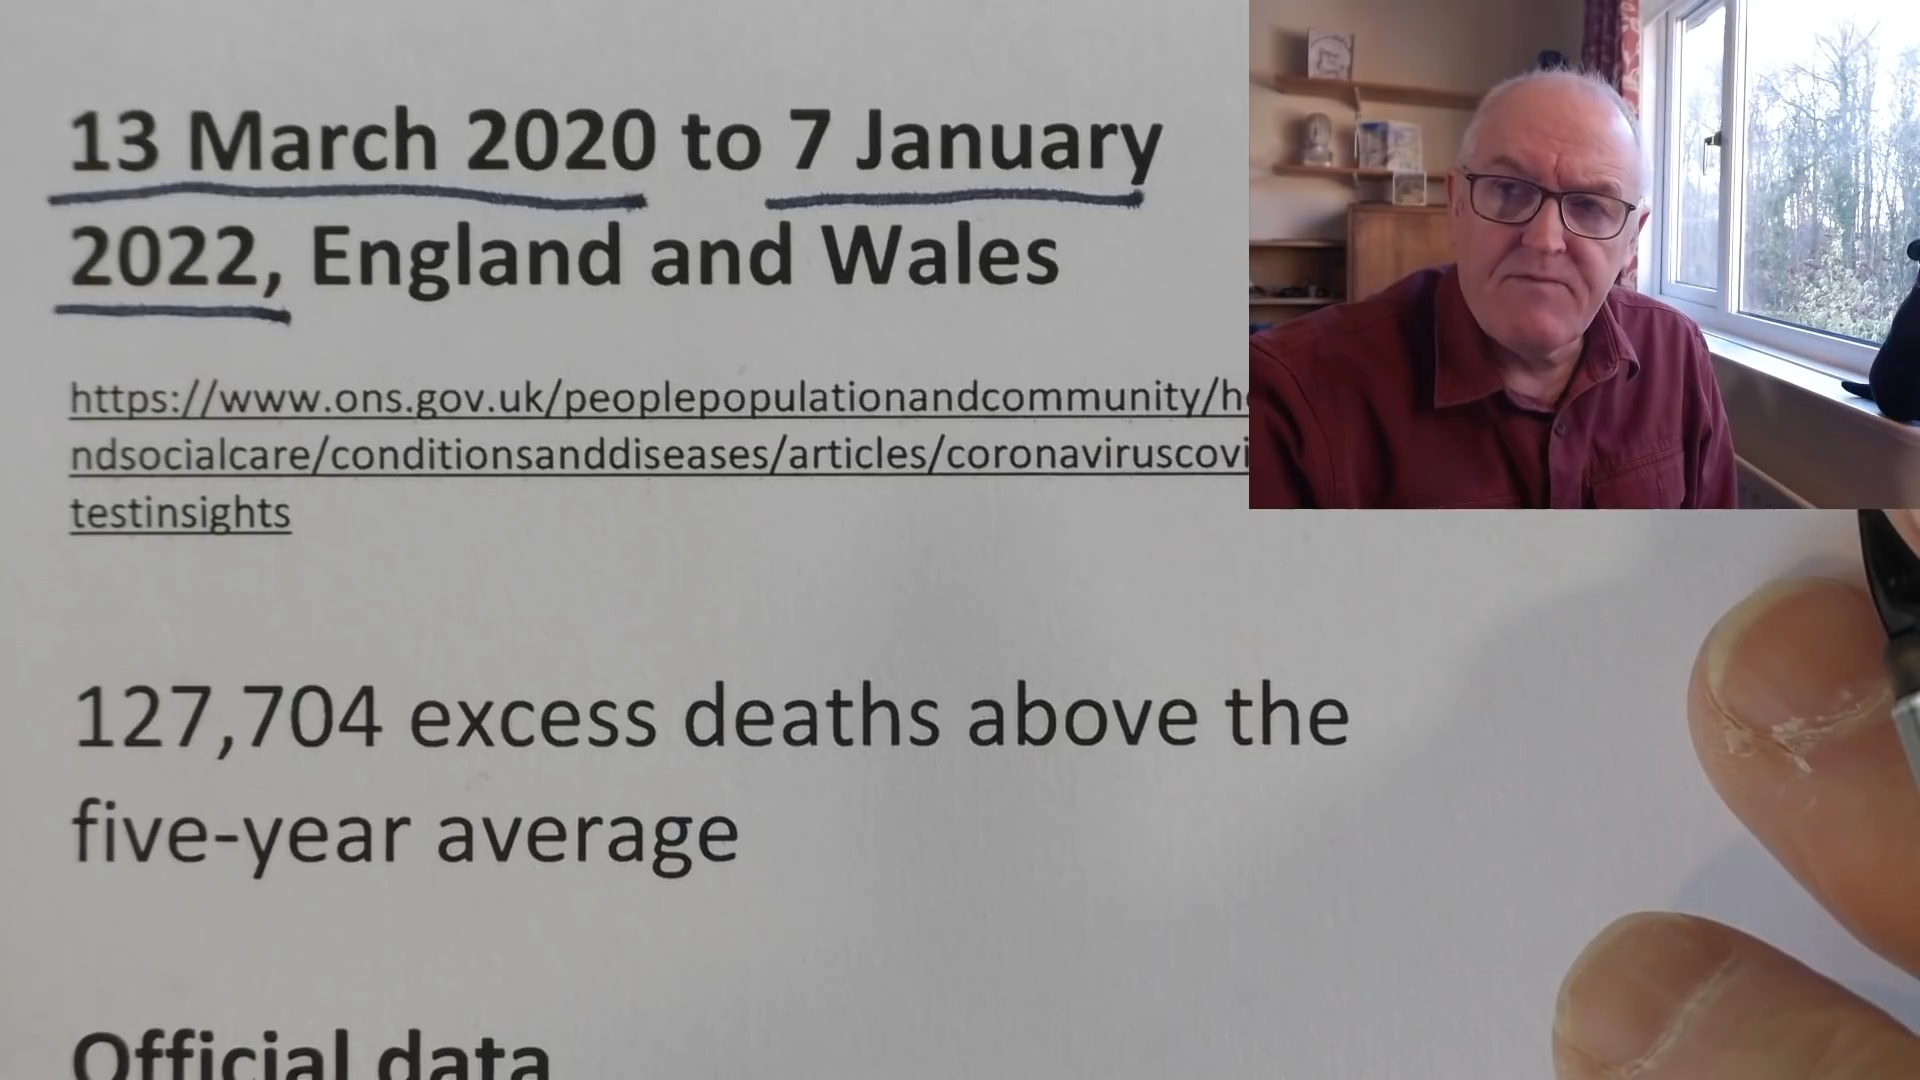 13 March 2020 to 7 January
2022, England and Wales
https://www.ons.gov.uk/peoplepopulationandcommunity/h
ndsocialcare/conditionsanddiseases/articles/coronaviruscovi
testinsights
127,704 excess deaths above the
five-year average
Official data